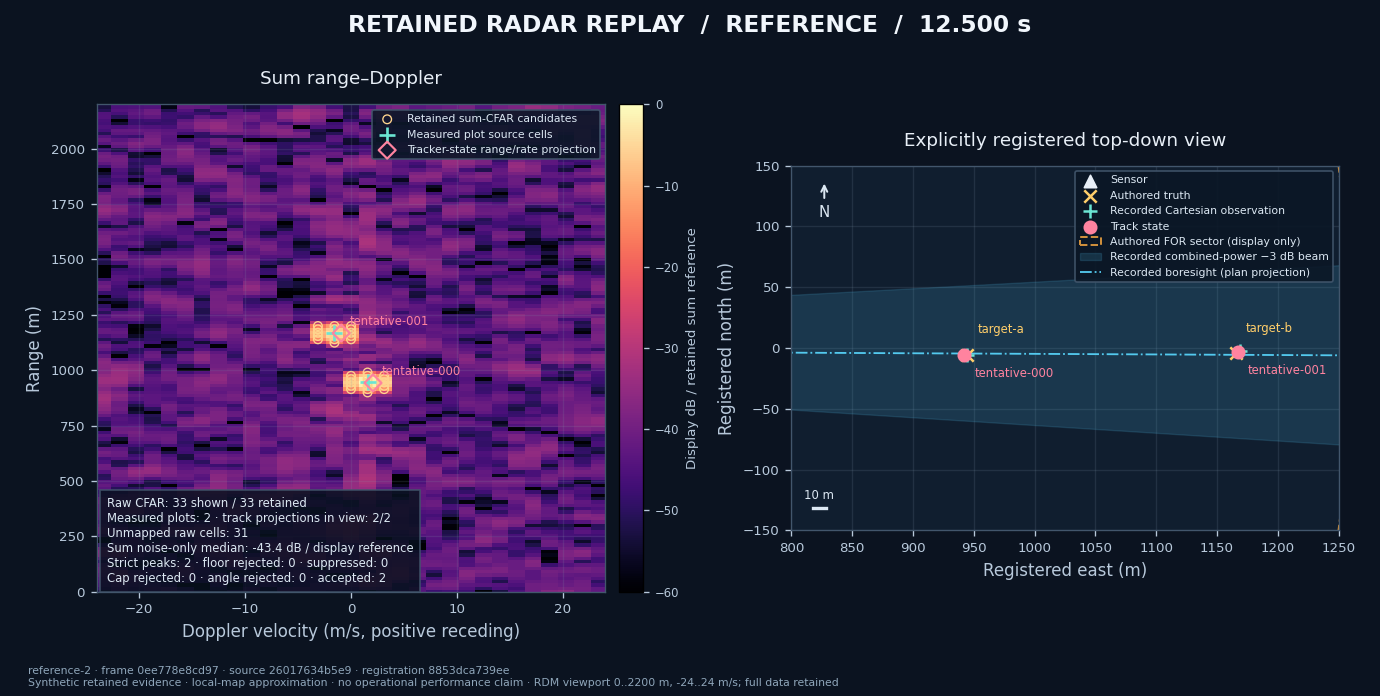 RETAINED RADAR REPLAY / REFERENCE / 12.500 s
Sum range–Doppler
Retained sum-CFAR candidates
Measured plot source cells
Tracker-state range/rate projection
2000
1750
1500
1250
1000
750
500
250
0
Range (m)
tentative-001
tentative-000
Raw CFAR: 33 shown / 33 retained
Measured plots: 2 · track projections in view: 2/2
Unmapped raw cells: 31
Sum noise-only median: -43.4 dB / display reference
Strict peaks: 2 · floor rejected: 0 · suppressed: 0
Cap rejected: 0 · angle rejected: 0 · accepted: 2
−20
−10
0
10
20
Doppler velocity (m/s, positive receding)
0
−10
−20
−30
−40
−50
−60
Display dB / retained sum reference
Explicitly registered top-down view
Sensor
Authored truth
Recorded Cartesian observation
Track state
Authored FOR sector (display only)
Recorded combined-power −3 dB beam
Recorded boresight (plan projection)
N
150
100
50
0
−50
−100
−150
Registered north (m)
target-a
target-b
tentative-000
tentative-001
10 m
800
850
900
950
1000
1050
1100
1150
1200
1250
Registered east (m)
reference-2 · frame 0ee778e8cd97 · source 26017634b5e9 · registration 8853dca739ee
Synthetic retained evidence · local-map approximation · no operational performance claim · RDM viewport 0..2200 m, -24..24 m/s; full data retained